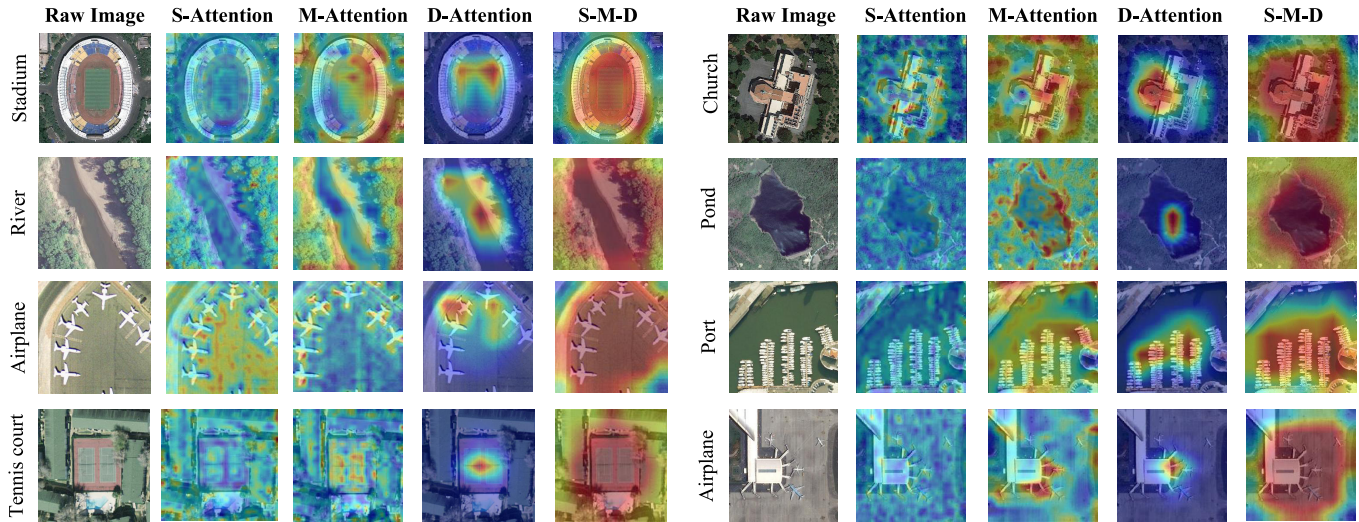 Raw Image S-Attention M-Attention D-Attention S-M-D Raw Image S-Attention M-Attention D-Attention S-M-D
Stadium Church
River Pond
Airplane Port
Tennis court Airplane